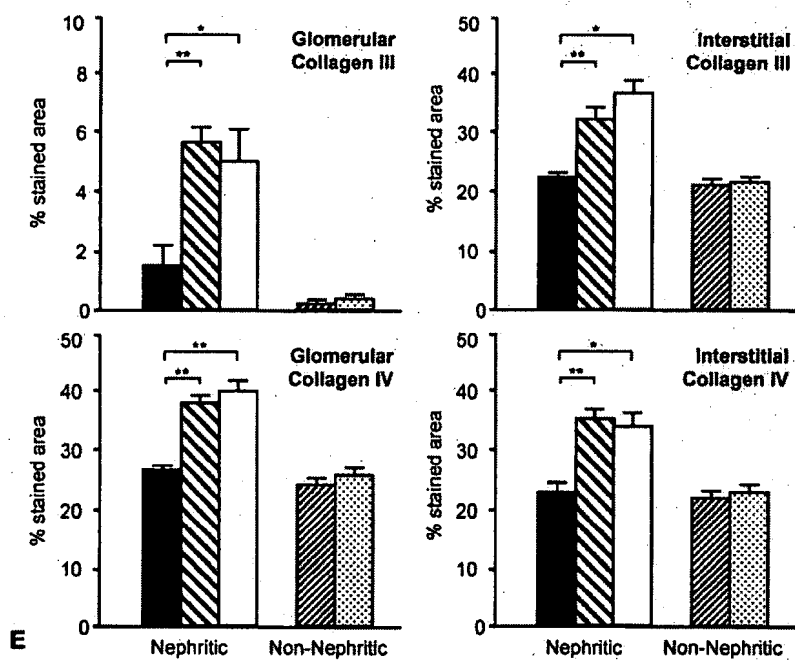 10
8
6
4
2
0
% stained area
**
*
Glomerular
Collagen III
50
40
30
20
10
0
% stained area
**
*
Interstitial
Collagen III
50
40
30
20
10
0
% stained area
**
**
Glomerular
Collagen IV
Nephritic
Non-Nephritic
50
40
30
20
10
0
% stained area
**
*
Interstitial
Collagen IV
Nephritic
Non-Nephritic
E